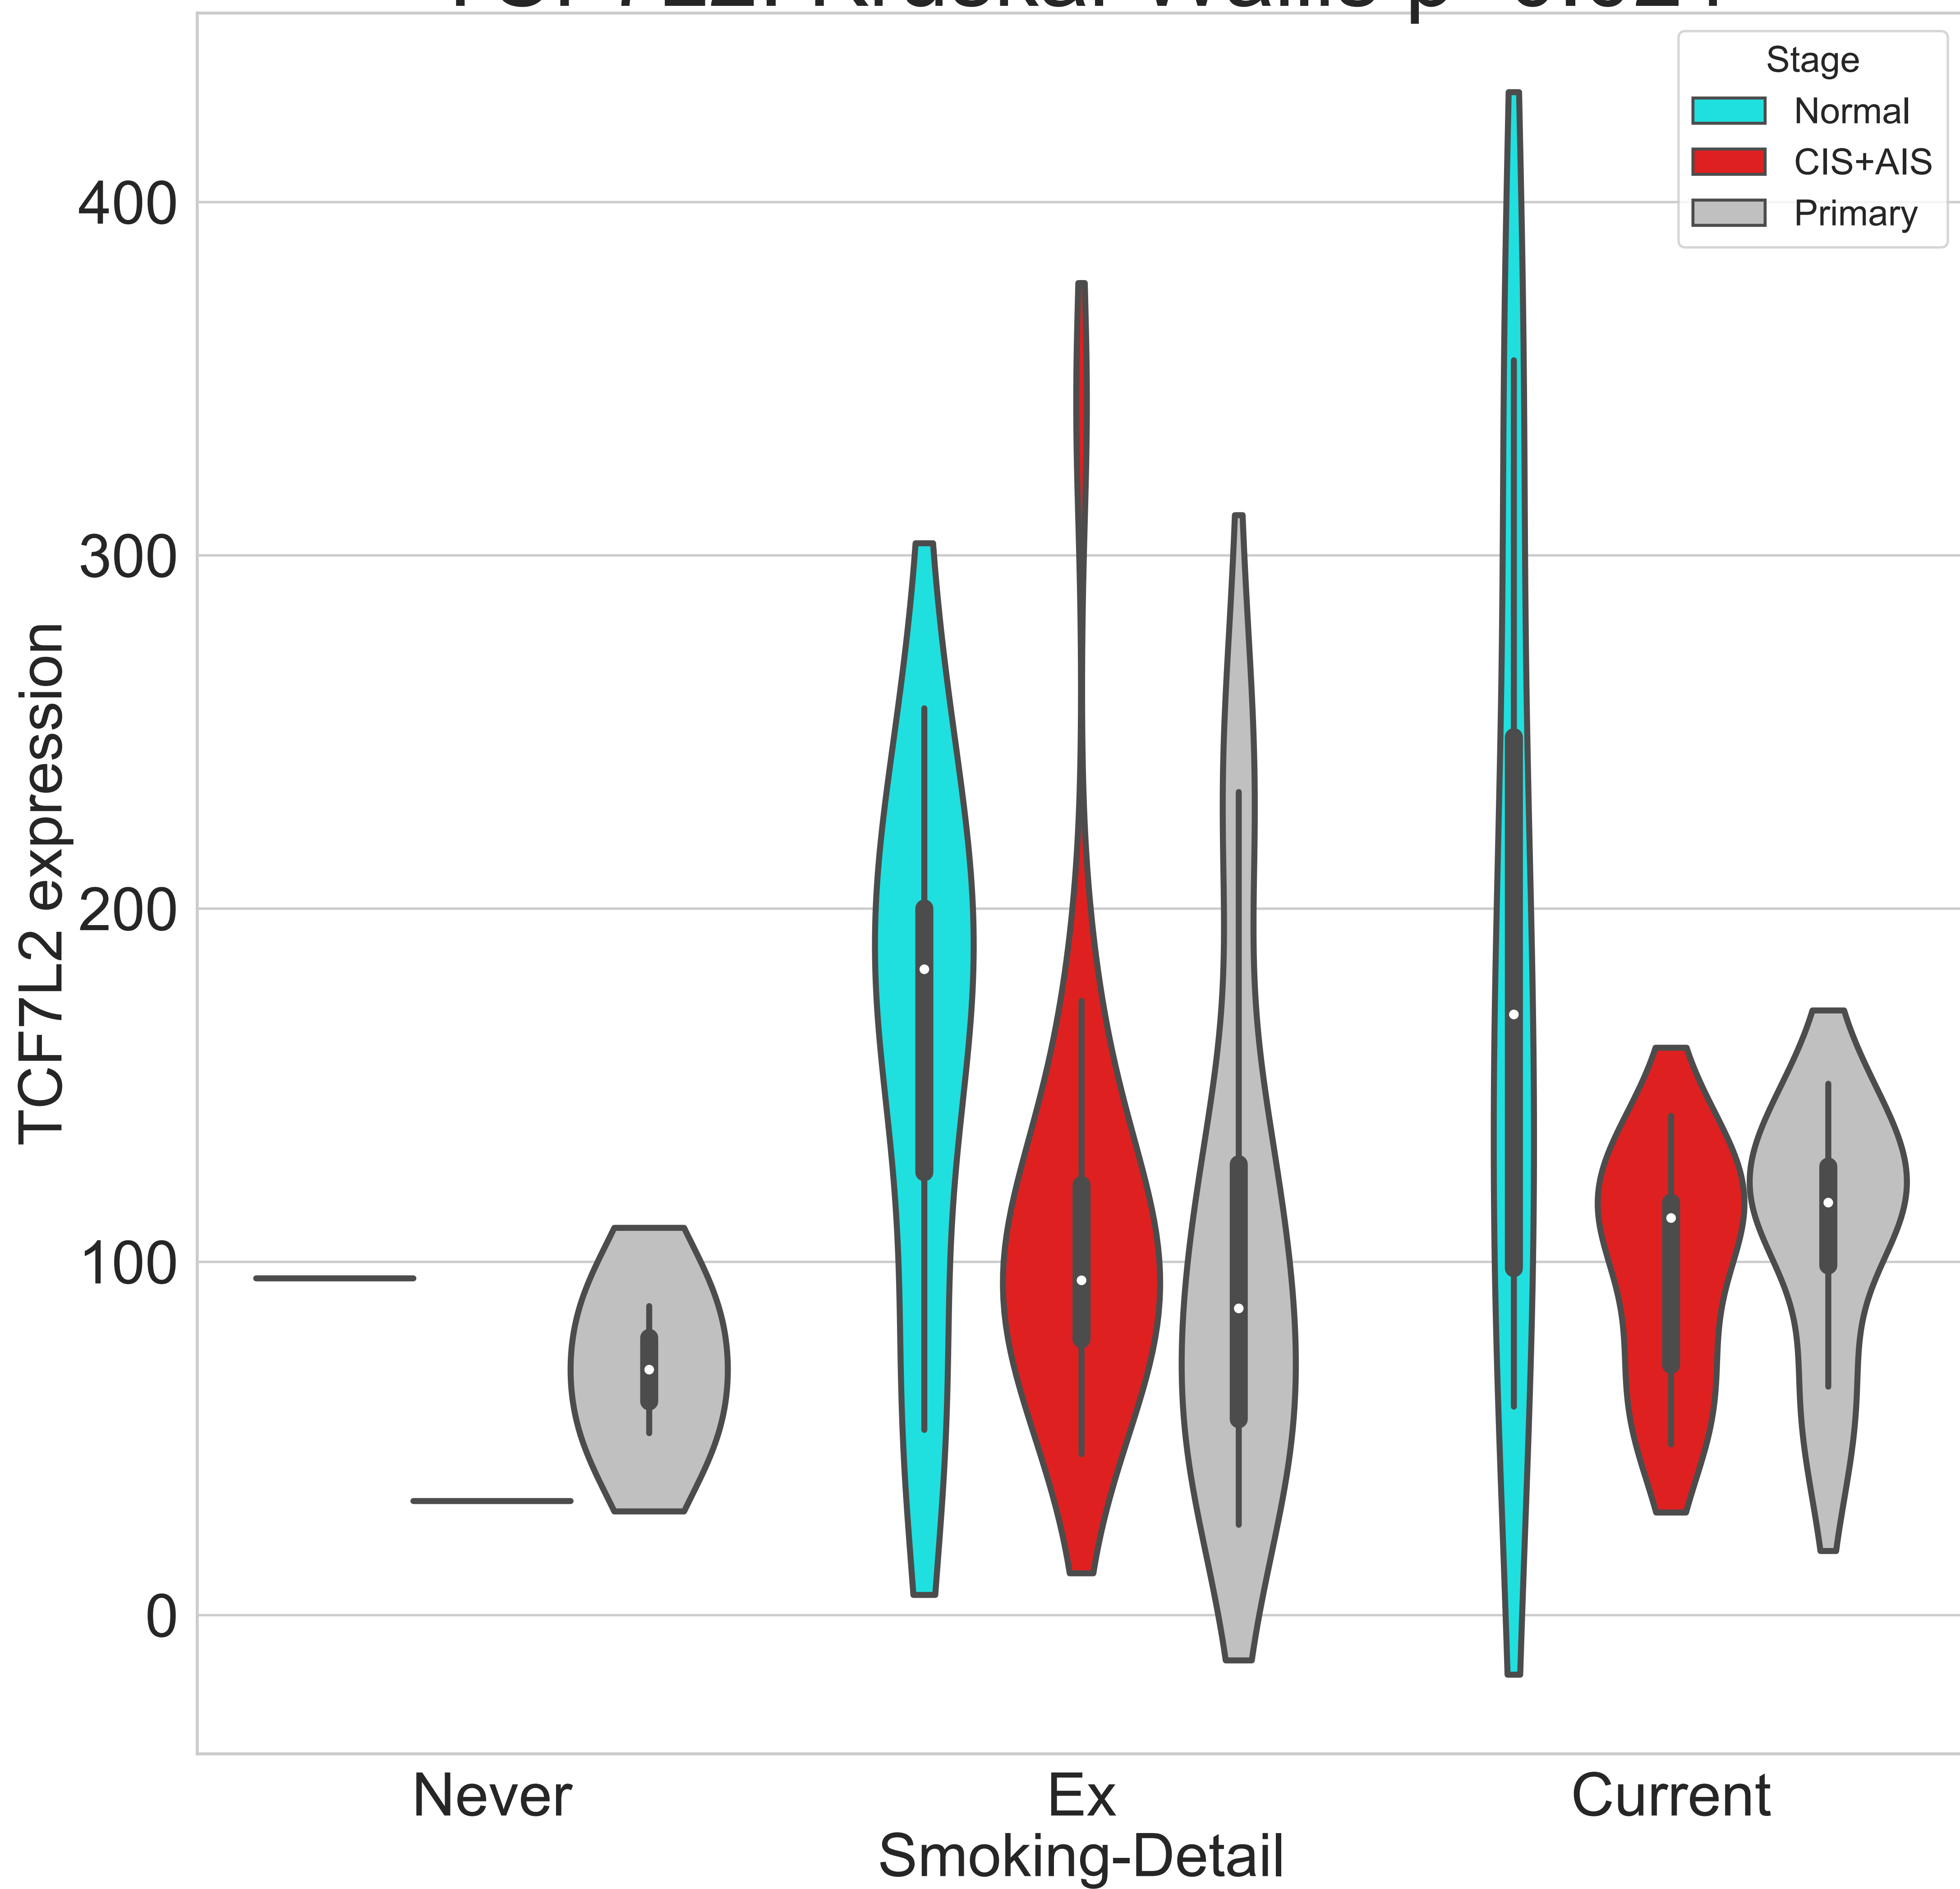 Stage
Normal
CIS+AIS
Primary
400
300
200
100
0
TCF7L2 expression
Never
Ex
Current
Smoking-Detail